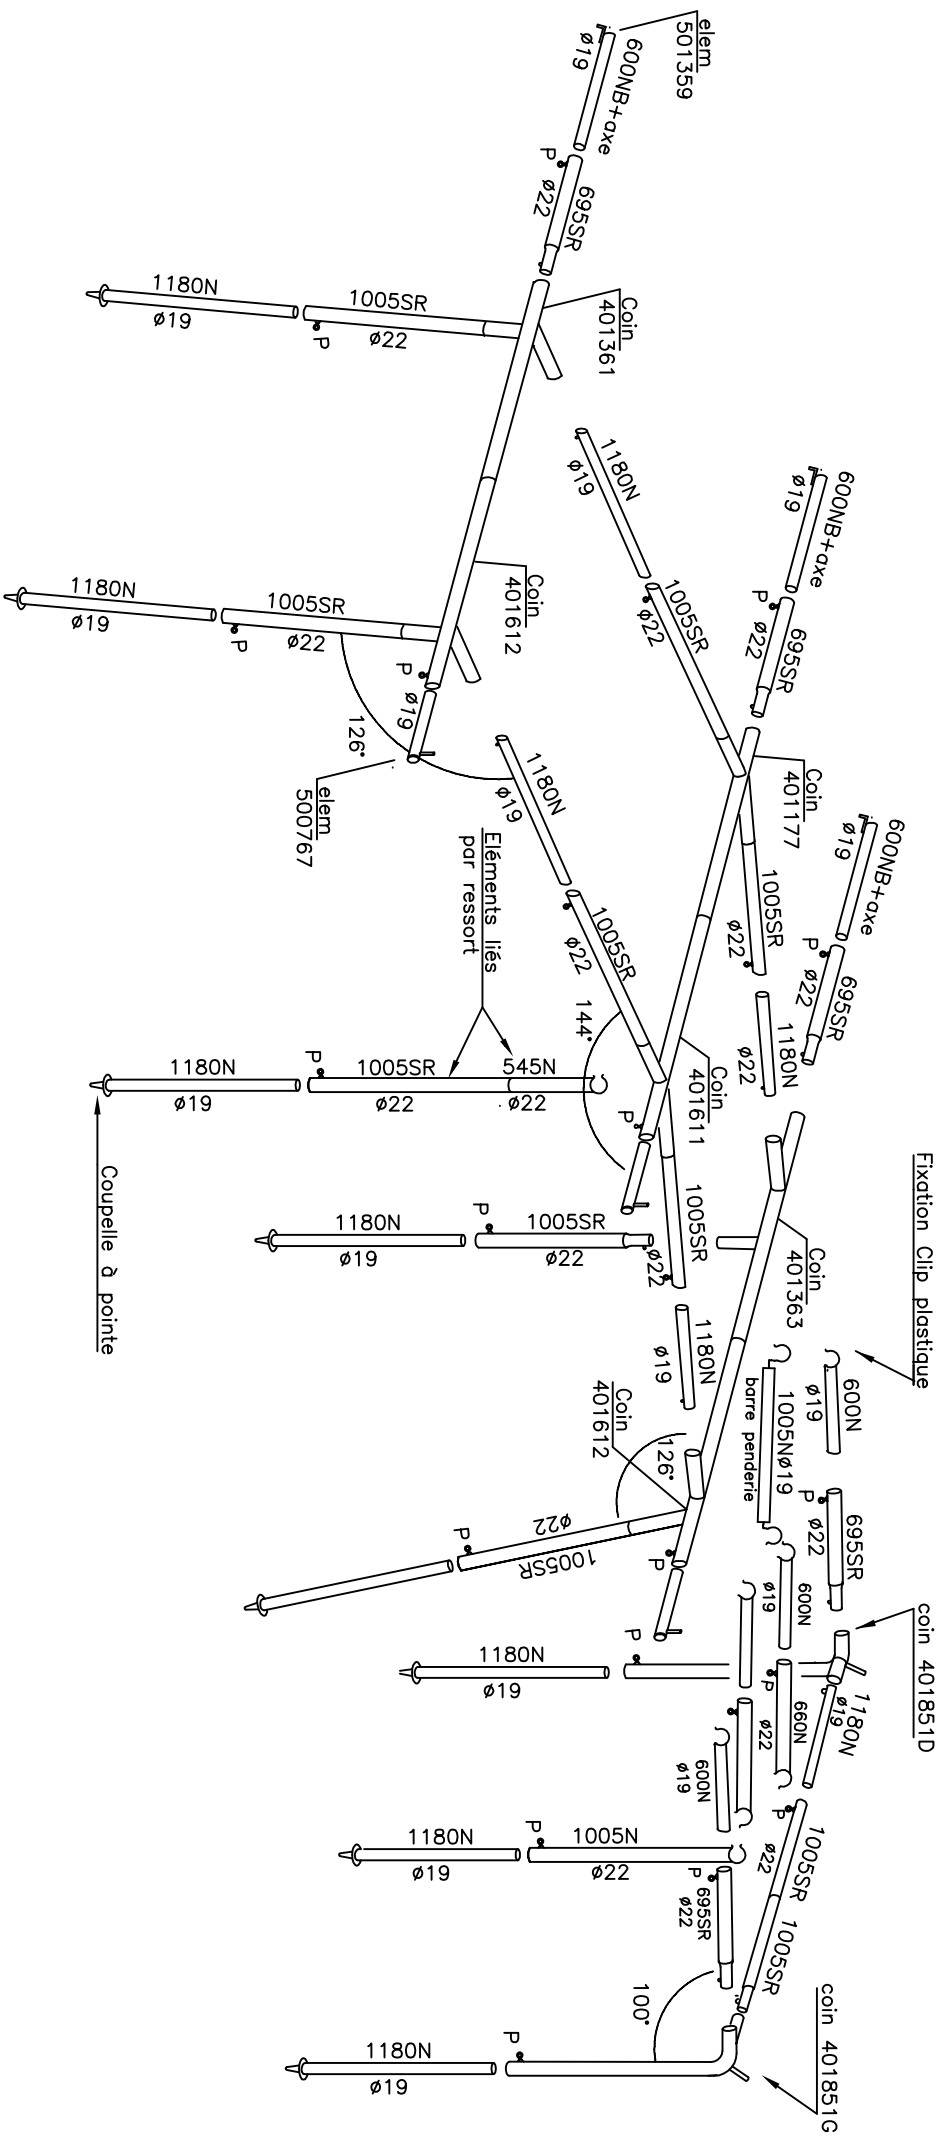 elem
501359
600NB+axe
ø19
P
695SR
ø22
Coin
401361
1180N
ø19
1005SR
ø22
P
1180N
ø19
600NB+axe
ø19
P
695SR
ø22
1005SR
ø22
Coin
401612
1180N
ø19
1005SR
ø22
P
P
ø19
126°
elem
500767
Coin
401177
1005SR
ø22
1180N
ø22
600NB+axe
ø19
P
695SR
ø22
1180N
ø19
1005SR
ø22
Eléments liés
par ressort
144°
Coin
401611
P
1180N
ø19
P
1005SR
ø22
545N
ø22
Coupelle à pointe
1005SR
ø22
1180N
ø19
1180N
ø19
P
1005SR
ø22
Coin
401363
Fixation Clip plastique
600N
ø19
1005Nø19
barre penderie
Coin
401612
126°
P
ø22
1005SR
P
P
695SR
ø22
coin 401851D
600N
ø19
P
660N
ø22
1180N
ø19
1180N
ø19
P
P
1005SR
ø22
1005SR
600N
ø19
1180N
ø19
P
1005N
ø22
P
695SR
ø22
100°
coin 401851G
1180N
ø19
P